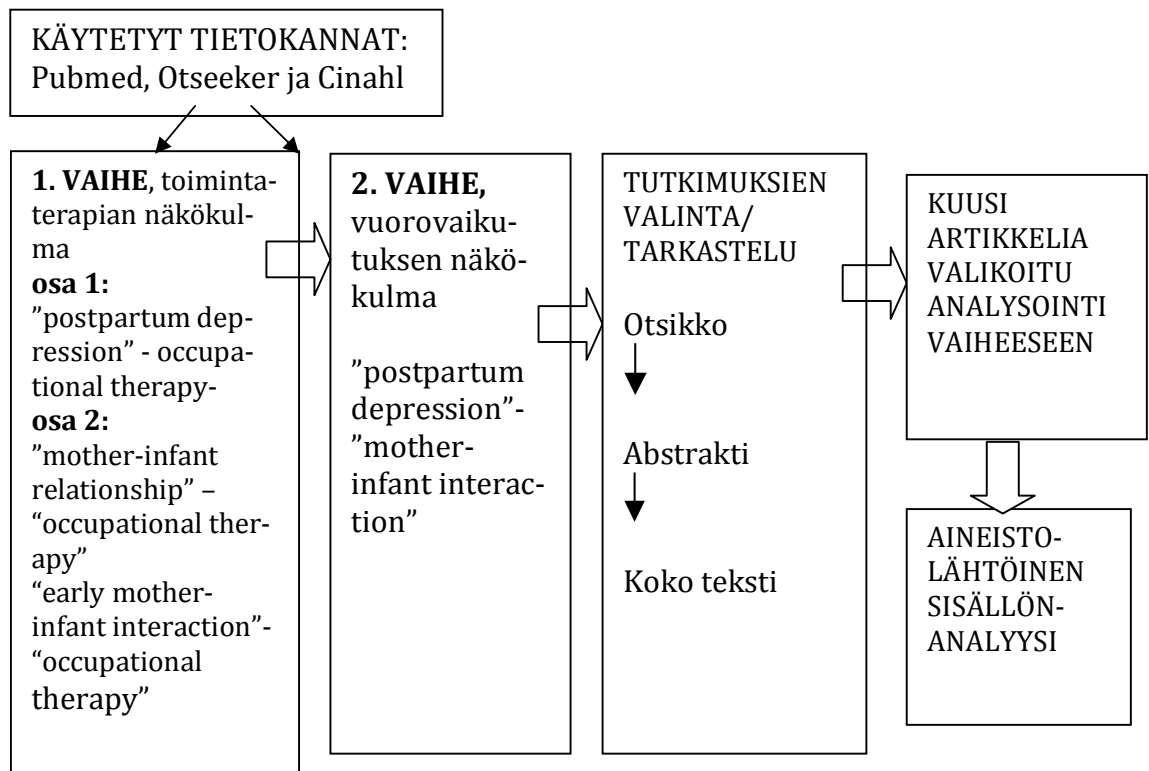 KÄYTETYT TIETOKANNAT:
Pubmed, Otseeker ja Cinahl
1. VAIHE, toiminta-
terapian näkökul-
ma
osa 1:
”postpartum dep-
ression” - occupa-
tional therapy-
osa 2:
”mother-infant
relationship” –
“occupational ther-
apy”
“early mother-
infant interaction”-
“occupational
therapy”
2. VAIHE,
vuorovaiku-
tuksen näkö-
kulma
”postpartum
depression”-
”mother-
infant interac-
tion”
TUTKIMUKSIEN
VALINTA/
TARKASTELU
Otsikko
Abstrakti
Koko teksti
KUUSI
ARTIKKELIA
VALIKOITU
ANALYSOINTI
VAIHEESEEN
AINEISTO-
LÄHTÖINEN
SISÄLLÖN-
ANALYYSI